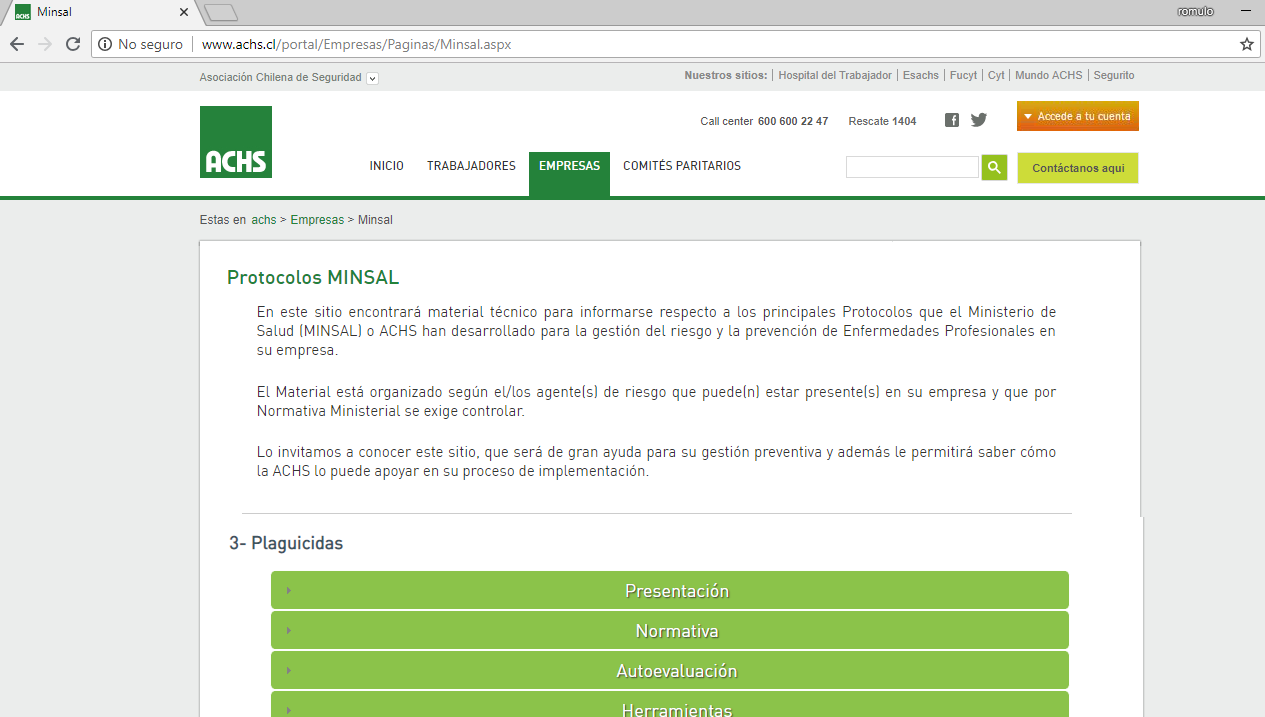 Minsal
romulo
No seguro
www.achs.cl/portal/Empresas/Paginas/Minsal.aspx
Asociación Chilena de Seguridad
Nuestros sitios: | Hospital del Trabajador | Esachs | Fucyt | Cyt | Mundo ACHS | Segurito
ACHS
Call center 600 600 22 47 Rescate 1404
Accede a tu cuenta
INICIO TRABAJADORES EMPRESAS COMITÉS PARITARIOS
Contáctanos aqui
Estas en achs > Empresas > Minsal
Protocolos MINSAL
En este sitio encontrará material técnico para informarse respecto a los principales Protocolos que el Ministerio de
Salud (MINSAL) o ACHS han desarrollado para la gestión del riesgo y la prevención de Enfermedades Profesionales en
su empresa.
El Material está organizado según el/los agente(s) de riesgo que puede(n) estar presente(s) en su empresa y que por
Normativa Ministerial se exige controlar.
Lo invitamos a conocer este sitio, que será de gran ayuda para su gestión preventiva y además le permitirá saber cómo
la ACHS lo puede apoyar en su proceso de implementación.
3- Plaguicidas
Presentación
Normativa
Autoevaluación
Herramientas